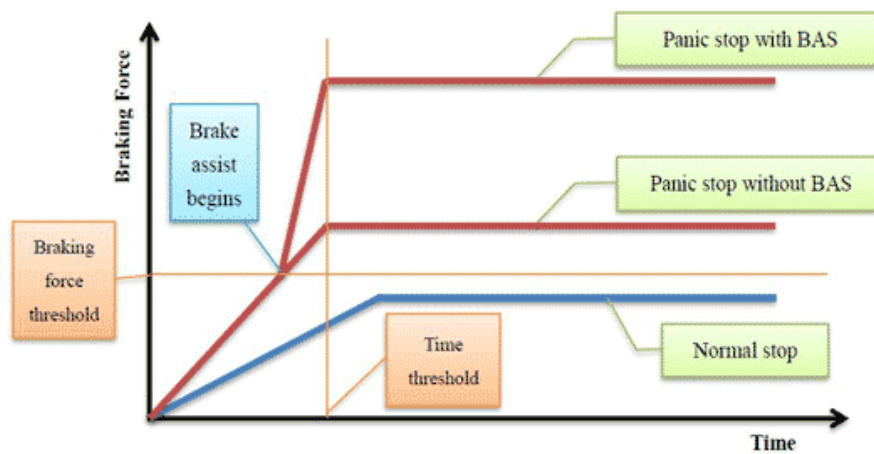 Braking Force
Panic stop with BAS
Brake
assist
begins
Panic stop without BAS
Braking
force
threshold
Time
threshold
Normal stop
Time